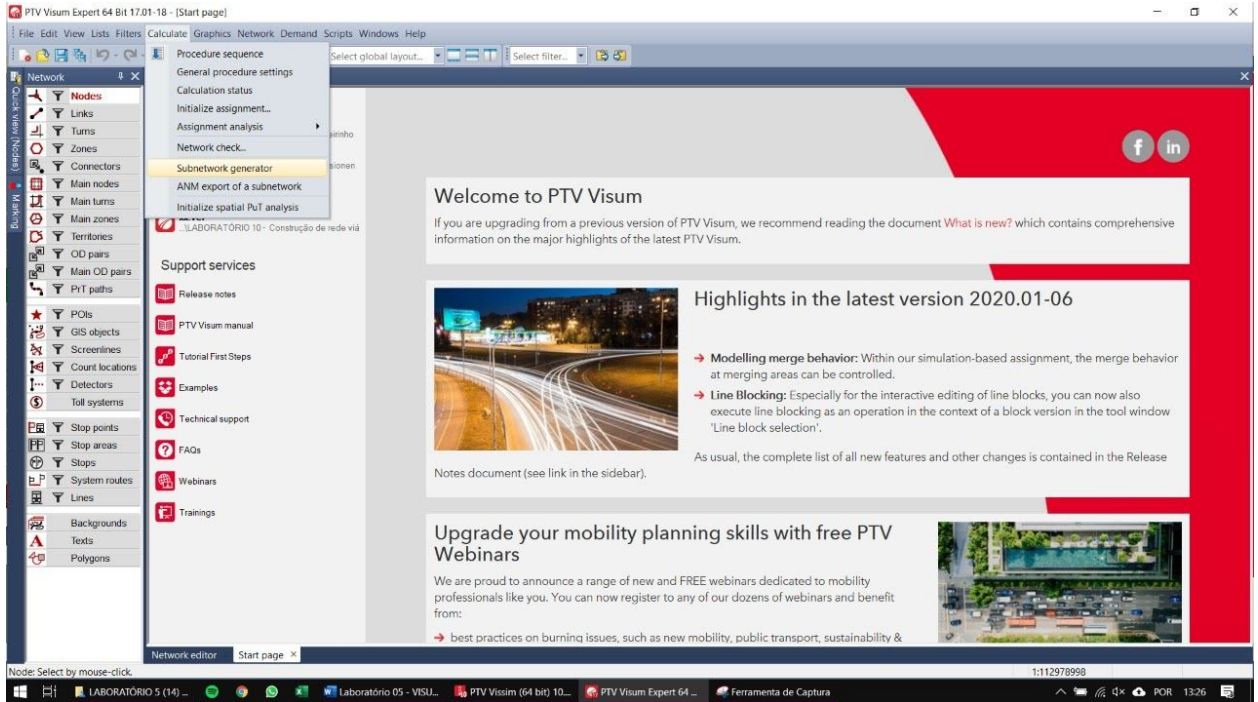 PTV Visum Expert 64 Bit 17.01-18 - [Start page]
File Edit View Lists Filters Calculate Graphics Network Demand Scripts Windows Help
Select global layout... Select filter...
Procedure sequence
General procedure settings
Calculation status
Initialize assignment...
Assignment analysis
Network check...
Subnetwork generator
ANM export of a subnetwork
Initialize spatial PuT analysis
Quick view (Nodes)
Marking
Network
Nodes
Links
Turns
Zones
Connectors
Main nodes
Main turns
Main zones
Territories
OD pairs
Main OD pairs
PrT paths
POIs
GIS objects
Screenlines
Count locations
Detectors
Toll systems
Stop points
Stop areas
Stops
System routes
Lines
Backgrounds
Texts
Polygons
...\LABORATÓRIO 10 - Construção de rede viá
Support services
Release notes
PTV Visum manual
Tutorial First Steps
Examples
Technical support
FAQs
Webinars
Trainings
f in
Welcome to PTV Visum
If you are upgrading from a previous version of PTV Visum, we recommend reading the document What is new? which contains comprehensive
information on the major highlights of the latest PTV Visum.
Highlights in the latest version 2020.01-06
Modelling merge behavior: Within our simulation-based assignment, the merge behavior
at merging areas can be controlled.
Line Blocking: Especially for the interactive editing of line blocks, you can now also
execute line blocking as an operation in the context of a block version in the tool window
'Line block selection'.
As usual, the complete list of all new features and other changes is contained in the Release
Notes document (see link in the sidebar).
Upgrade your mobility planning skills with free PTV
Webinars
We are proud to announce a range of new and FREE webinars dedicated to mobility
professionals like you. You can now register to any of our dozens of webinars and benefit
from:
best practices on burning issues, such as new mobility, public transport, sustainability &
Network editor Start page
Node: Select by mouse-click. 1:112978998
LABORATÓRIO 5 (14) ... Laboratório 05 - VISU... PTV Vissim (64 bit) 10.... PTV Visum Expert 64 ... Ferramenta de Captura POR 13:26